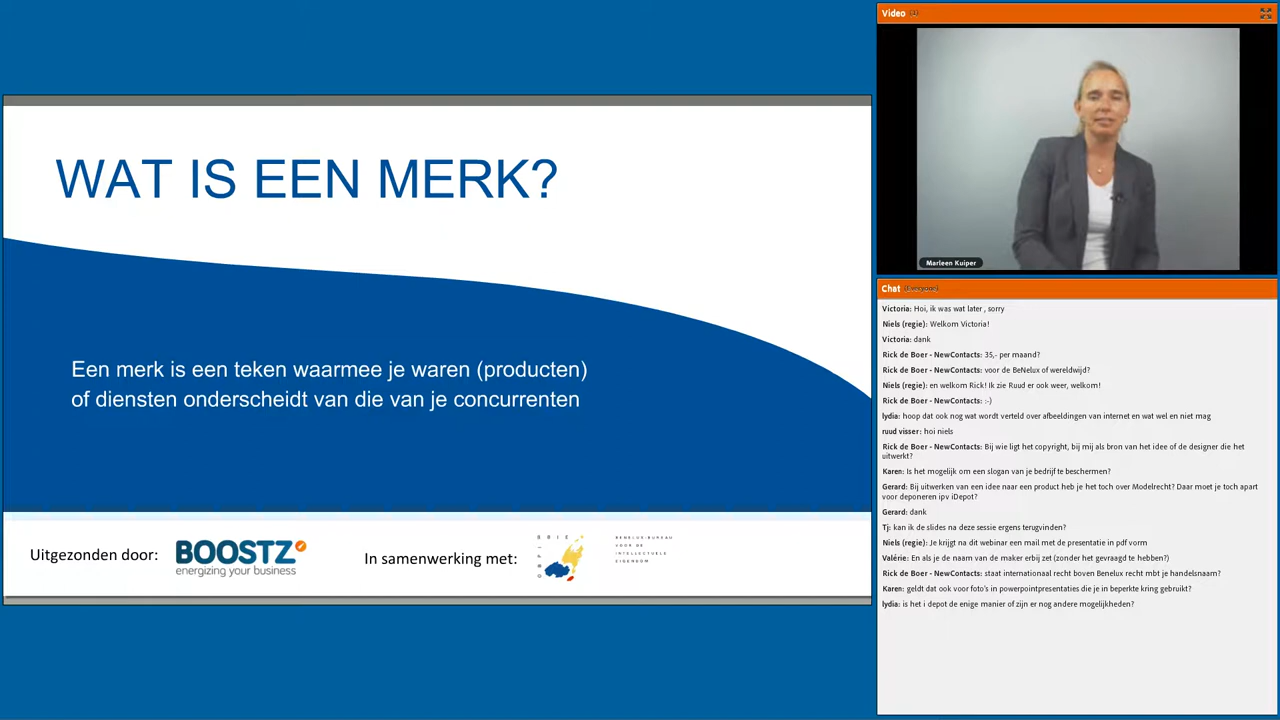 WAT IS EEN MERK?
Een merk is een teken waarmee je waren (producten)
of diensten onderscheidt van die van je concurrenten
Uitgezonden door:
BOOSTZ
energizing your business
In samenwerking met:
BENELUX-BUREAU
VOOR DE
INTELLECTUELE
EIGENDOM
Video
Marleen Kuiper
Chat (Everyone)
Victoria: Hoi, ik was wat later , sorry
Niels (regie): Welkom Victoria!
Victoria: dank
Rick de Boer - NewContacts: 35,- per maand?
Rick de Boer - NewContacts: voor de BeNelux of wereldwijd?
Niels (regie): en welkom Rick! Ik zie Ruud er ook weer, welkom!
Rick de Boer - NewContacts: :-)
lydia: hoop dat ook nog wat wordt verteld over afbeeldingen van internet en wat wel en niet mag
ruud visser: hoi niels
Rick de Boer - NewContacts: Bij wie ligt het copyright, bij mij als bron van het idee of de designer die het
uitwerkt?
Karen: Is het mogelijk om een slogan van je bedrijf te beschermen?
Gerard: Bij uitwerken van een idee naar een product heb je het toch over Modelrecht? Daar moet je toch apart
voor deponeren ipv iDepot?
Gerard: dank
Tj: kan ik de slides na deze sessie ergens terugvinden?
Niels (regie): Je krijgt na dit webinar een mail met de presentatie in pdf vorm
Valérie: En als je de naam van de maker erbij zet (zonder het gevraagd te hebben?)
Rick de Boer - NewContacts: staat internationaal recht boven Benelux recht mbt je handelsnaam?
Karen: geldt dat ook voor foto's in powerpointpresentaties die je in beperkte kring gebruikt?
lydia: is het i depot de enige manier of zijn er nog andere mogelijkheden?